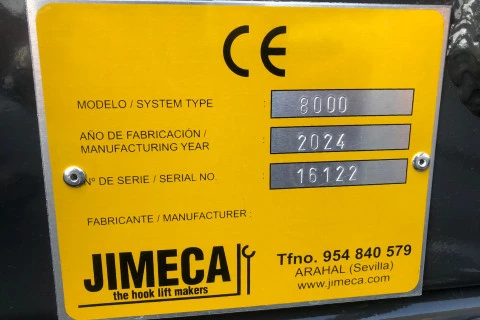 CE
MODELO / SYSTEM TYPE : 8000
AÑO DE FABRICACIÓN /
MANUFACTURING YEAR : 2024
Nº DE SERIE / SERIAL NO. : 16122
FABRICANTE / MANUFACTURER :
JIMECA
the hook lift makers
Tfno. 954 840 579
ARAHAL (Sevilla)
www.jimeca.com